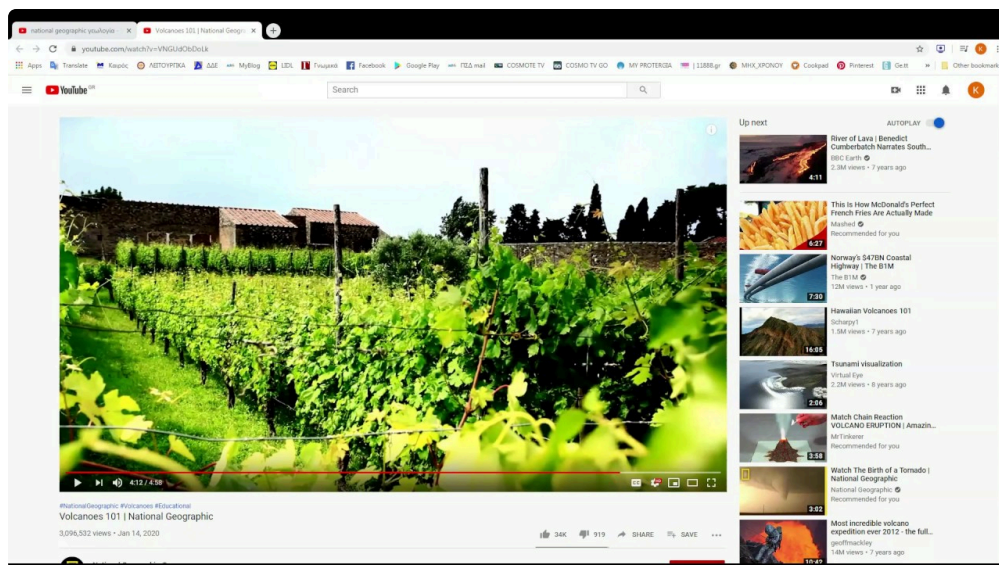 national geographic γεωλογία
Volcanoes 101 | National Geogra
youtube.com/watch?v=VNGUdObDoLk
Apps Translate Καιρός ΛΕΙΤΟΥΡΓΙΚΑ ΔΔΕ MyBlog LIDL Γνωμικό Facebook Google Play ΠΣΔ mail COSMOTE TV COSMO TV GO MY PROTERGIA 11888.gr ΜΗΧ_ΧΡΟΝΟΥ Cookpad Pinterest Ge.tt » Other bookmark
YouTube GR
Search
K
Up next
AUTOPLAY
4:11
River of Lava | Benedict
Cumberbatch Narrates South...
BBC Earth
2.3M views • 7 years ago
6:27
This Is How McDonald's Perfect
French Fries Are Actually Made
Mashed
Recommended for you
7:30
Norway's $47BN Coastal
Highway | The B1M
The B1M
12M views • 1 year ago
16:05
Hawaiian Volcanoes 101
Scharpy1
1.5M views • 7 years ago
2:06
Tsunami visualization
Virtual Eye
2.2M views • 8 years ago
3:58
Match Chain Reaction
VOLCANO ERUPTION | Amazin...
MrTinkerer
Recommended for you
3:02
Watch The Birth of a Tornado |
National Geographic
National Geographic
Recommended for you
10:42
Most incredible volcano
expedition ever 2012 - the full...
geoffmackley
14M views • 7 years ago
4:12 / 4:58
#NationalGeographic #Volcanoes #Educational
Volcanoes 101 | National Geographic
3,096,532 views • Jan 14, 2020
34K 919 SHARE SAVE